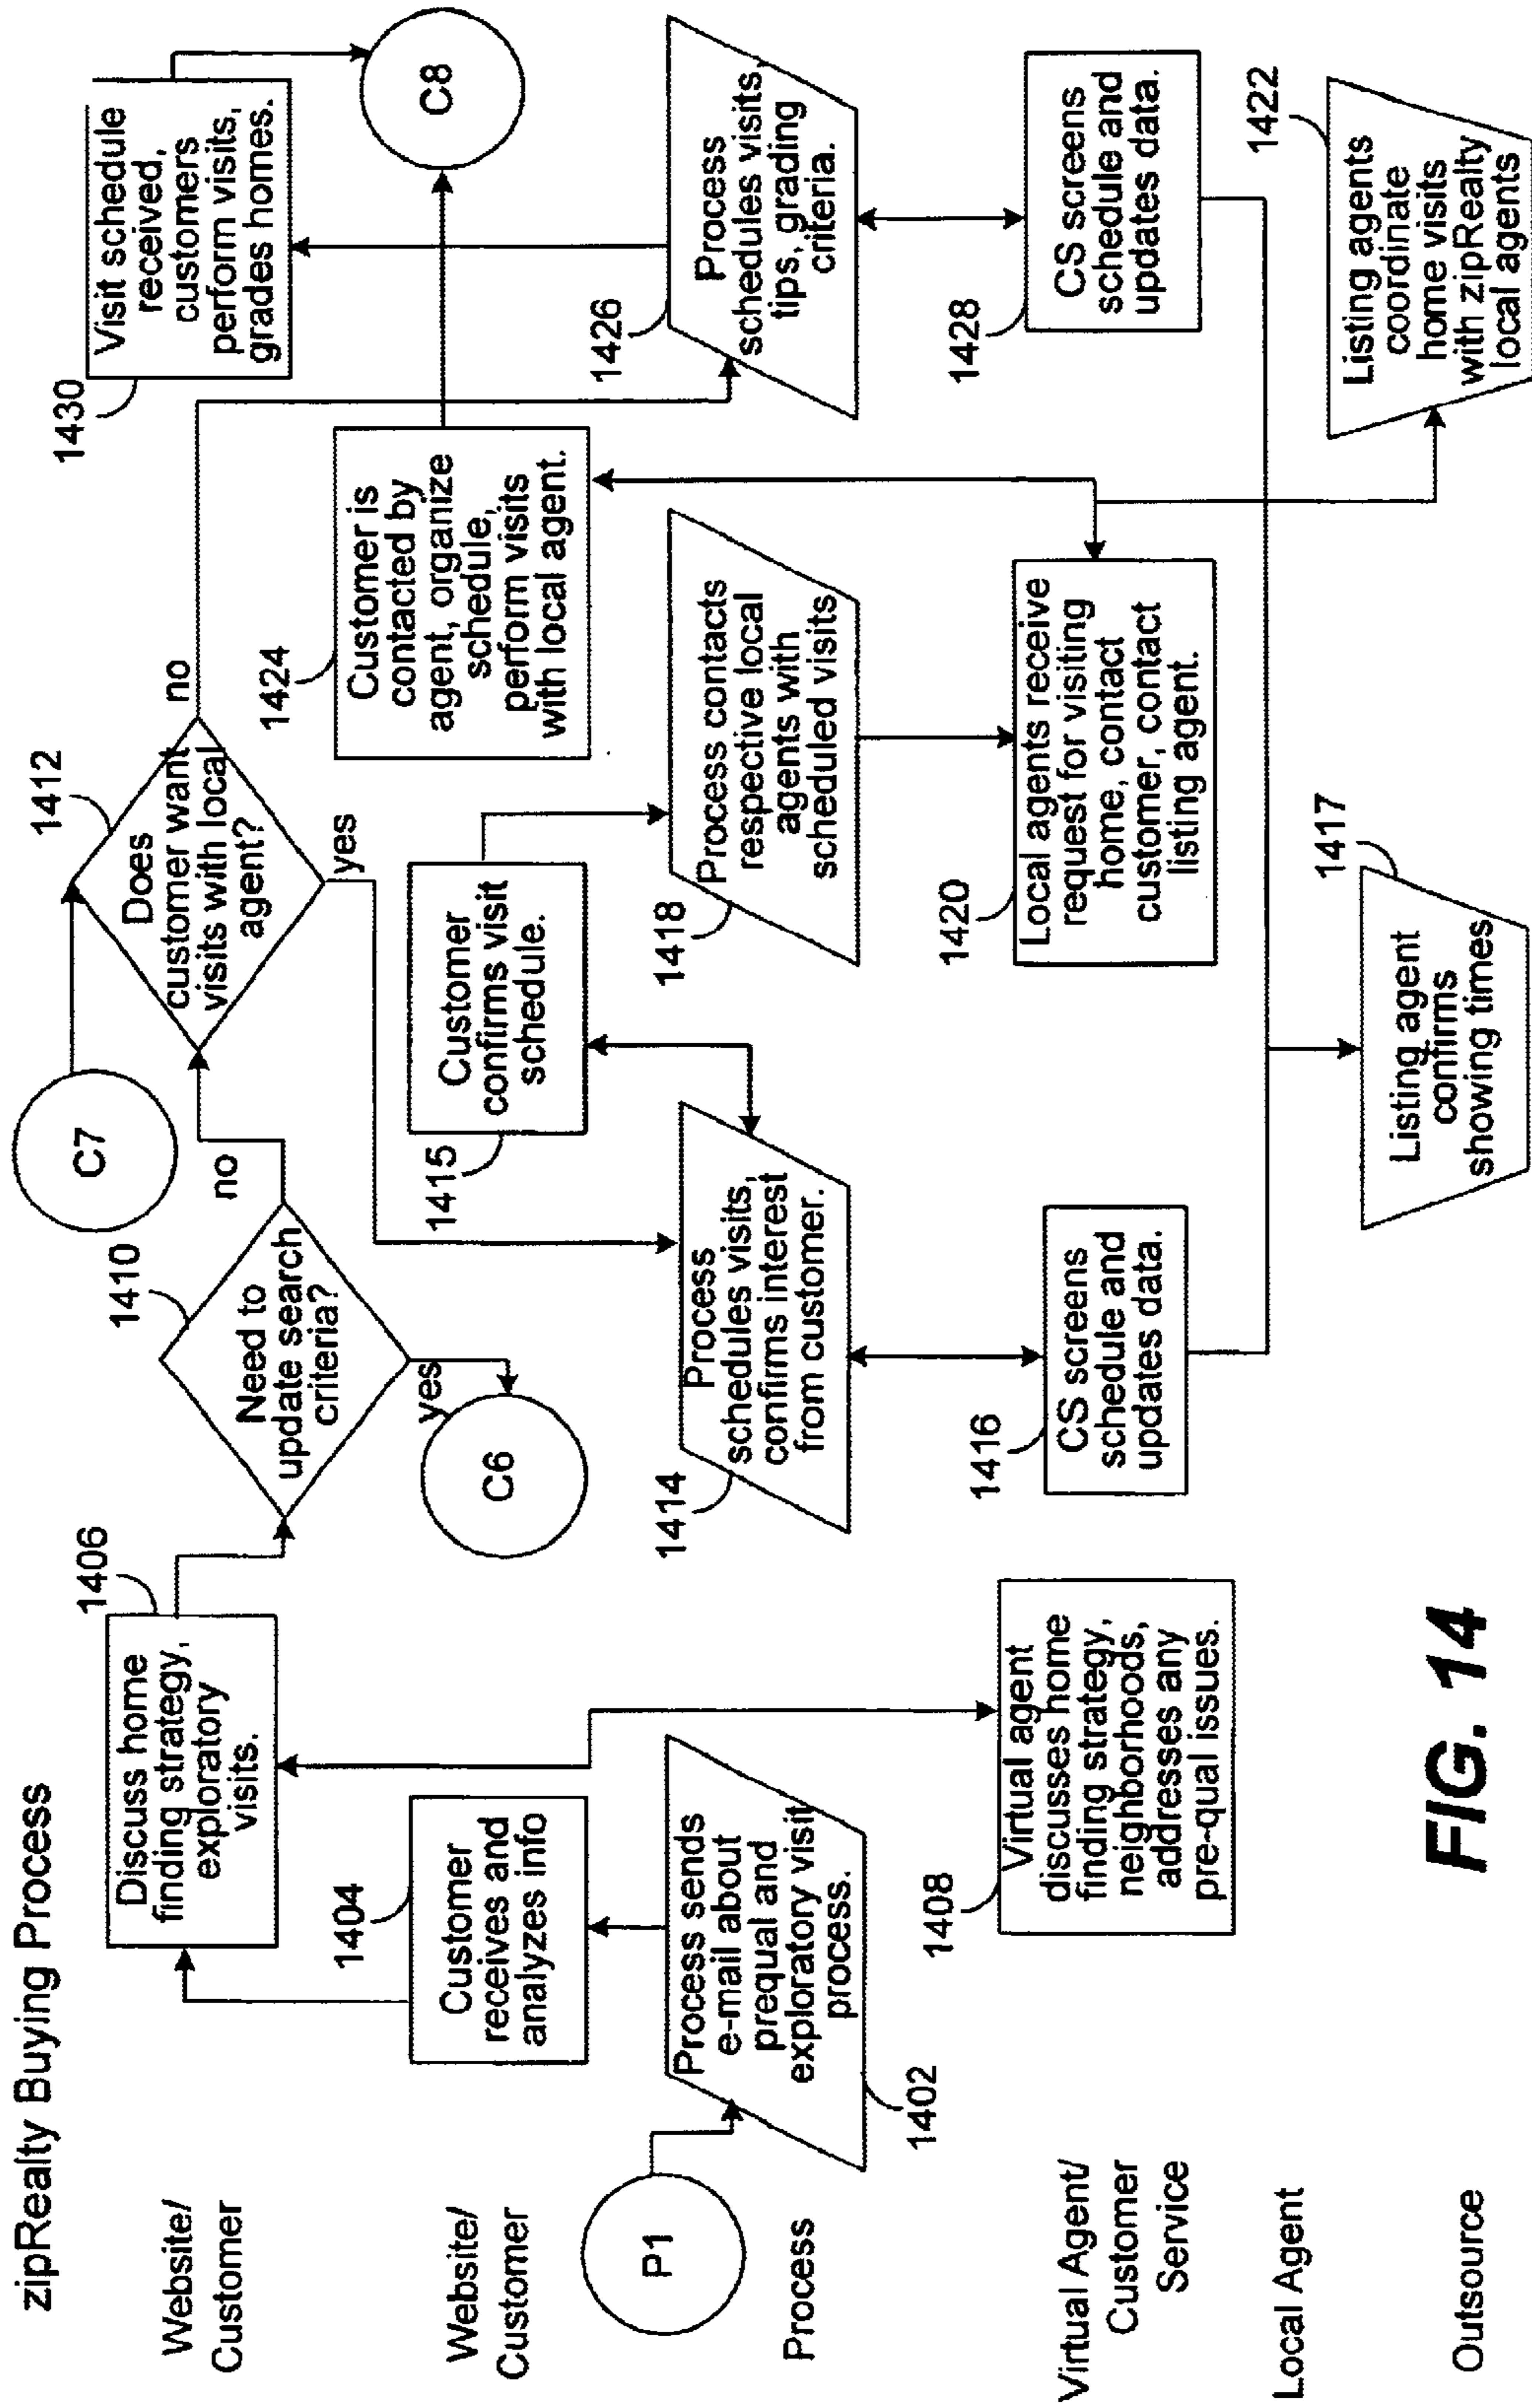 zipRealty Buying Process
Website/
Customer
Website/
Customer
Process
Virtual Agent/
Customer
Service
Local Agent
Outsource
P1
1402
Process sends
e-mail about
prequal and
exploratory visit
process.
1404
Customer
receives and
analyzes info
1406
Discuss home
finding strategy,
exploratory
visits.
1408
Virtual agent
discusses home
finding strategy,
neighborhoods,
addresses any
pre-qual issues.
1410
Need to
update search
criteria?
yes
no
C6
C7
1412
Does
customer want
visits with local
agent?
yes
no
1414
Process
schedules visits,
confirms interest
from customer.
1415
Customer
confirms visit
schedule.
1416
CS screens
schedule and
updates data.
1417
Listing agent
confirms
showing times
1418
Process contacts
respective local
agents with
scheduled visits
1420
Local agents receive
request for visiting
home, contact
customer, contact
listing agent.
1424
Customer is
contacted by
agent, organize
schedule,
perform visits
with local agent.
1422
Listing agents
coordinate
home visits
with zipRealty
local agents
1426
Process
schedules visits,
tips, grading
criteria.
1428
CS screens
schedule and
updates data.
1430
Visit schedule
received,
customers
perform visits,
grades homes.
C8
FIG. 14